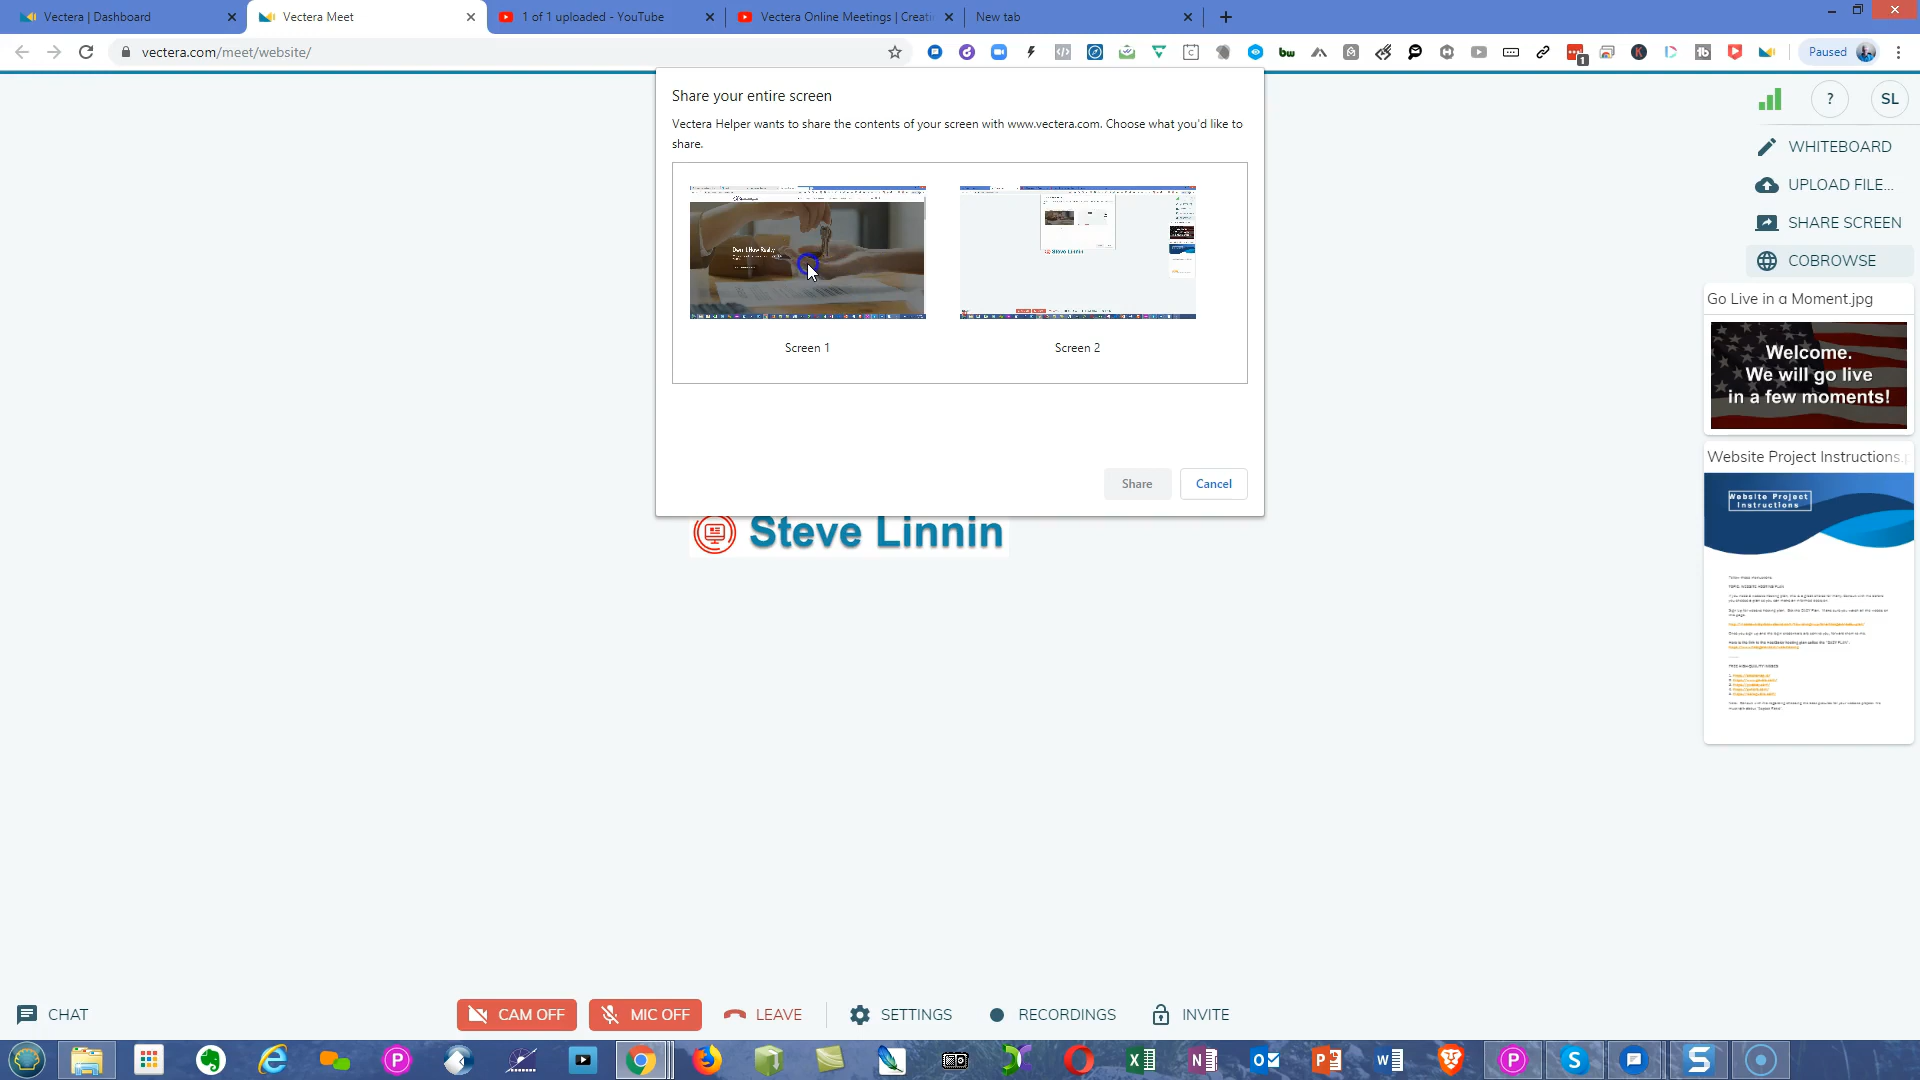 Vectera | Dashboard
Vectera Meet
1 of 1 uploaded - YouTube
Vectera Online Meetings | Creati
New tab
vectera.com/meet/website/
Paused
Share your entire screen
Vectera Helper wants to share the contents of your screen with www.vectera.com. Choose what you'd like to
share.
Screen 1
Screen 2
Share
Cancel
Steve Linnin
?
SL
WHITEBOARD
UPLOAD FILE...
SHARE SCREEN
COBROWSE
Go Live in a Moment.jpg
Welcome.
We will go live
in a few moments!
Website Project Instructions.
Website Project
Instructions
CHAT
CAM OFF
MIC OFF
LEAVE
SETTINGS
RECORDINGS
INVITE